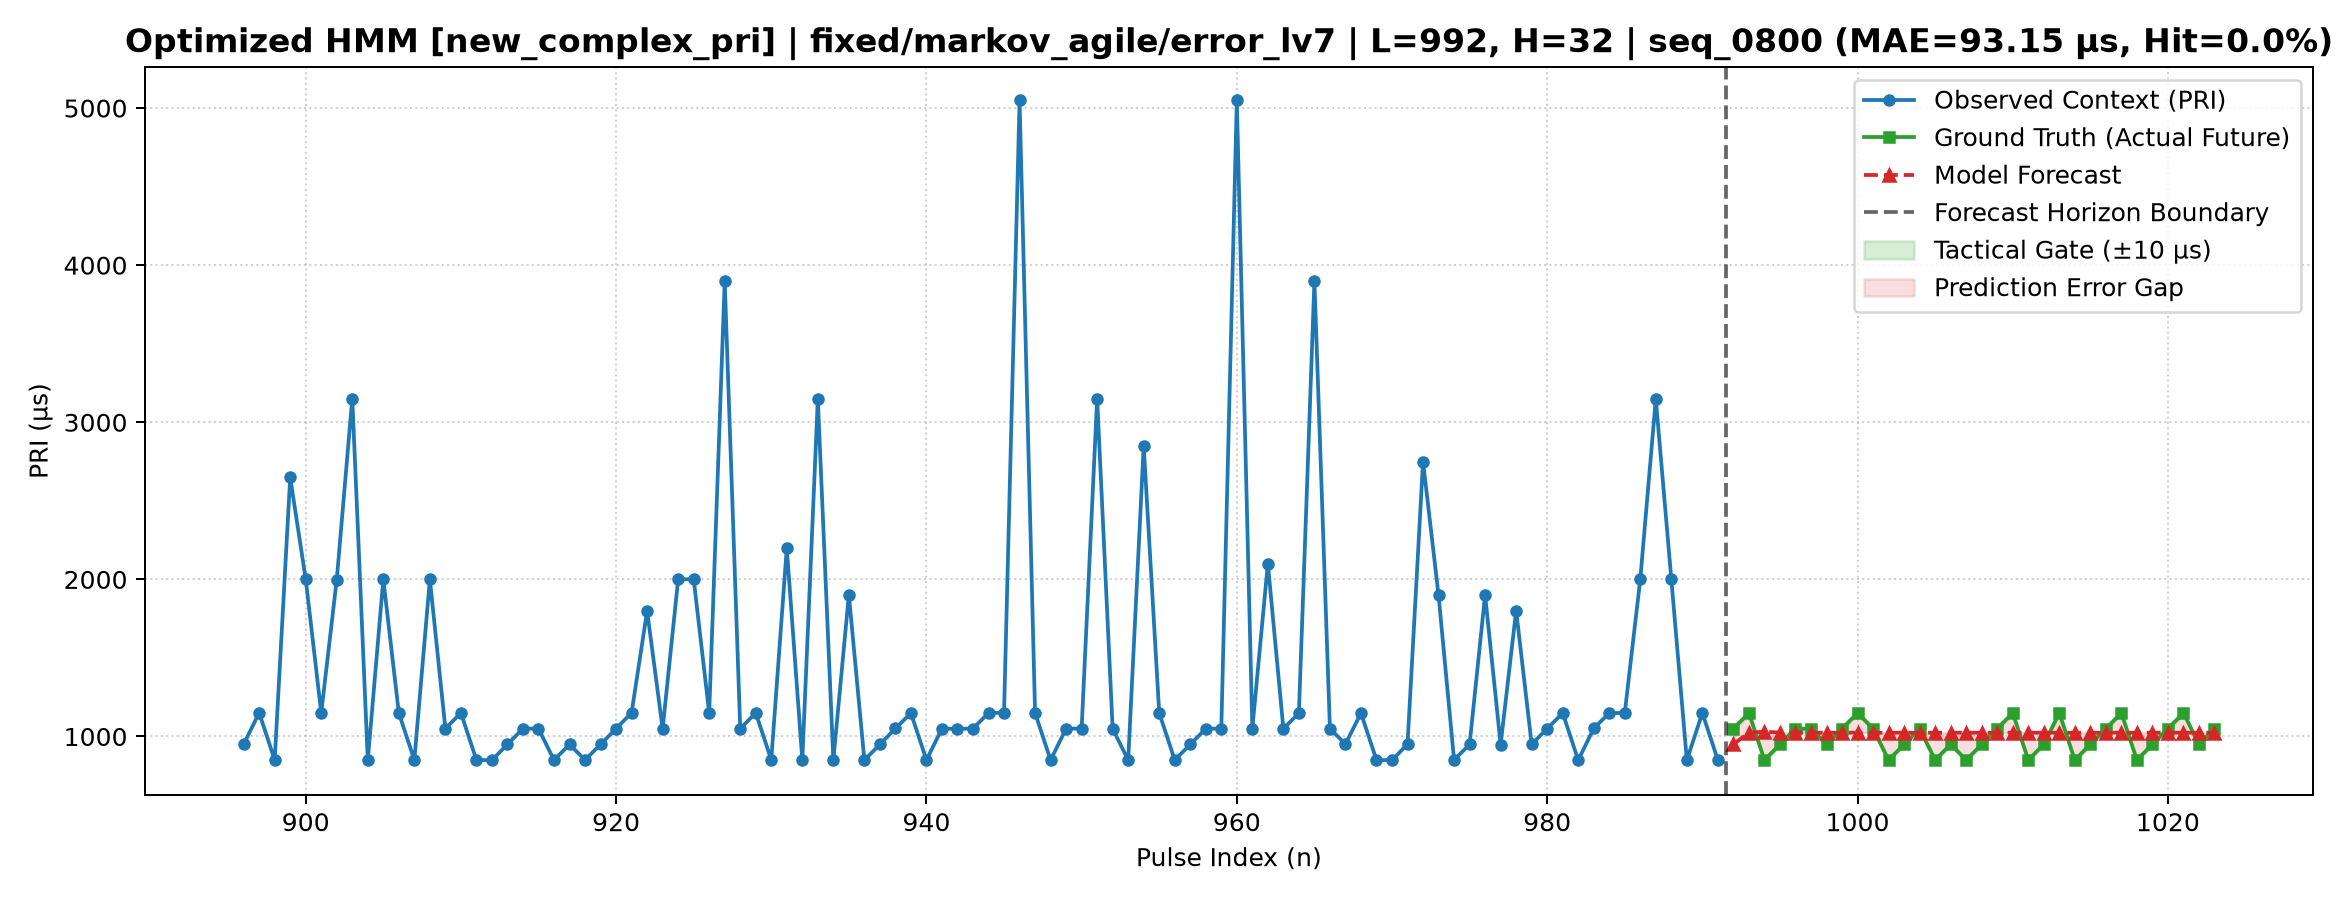 Optimized HMM [new_complex_pri] | fixed/markov_agile/error_lv7 | L=992, H=32 | seq_0800 (MAE=93.15 µs, Hit=0.0%)
PRI (µs)
5000
4000
3000
2000
1000
Observed Context (PRI)
Ground Truth (Actual Future)
Model Forecast
Forecast Horizon Boundary
Tactical Gate (±10 µs)
Prediction Error Gap
900 920 940 960 980 1000 1020
Pulse Index (n)